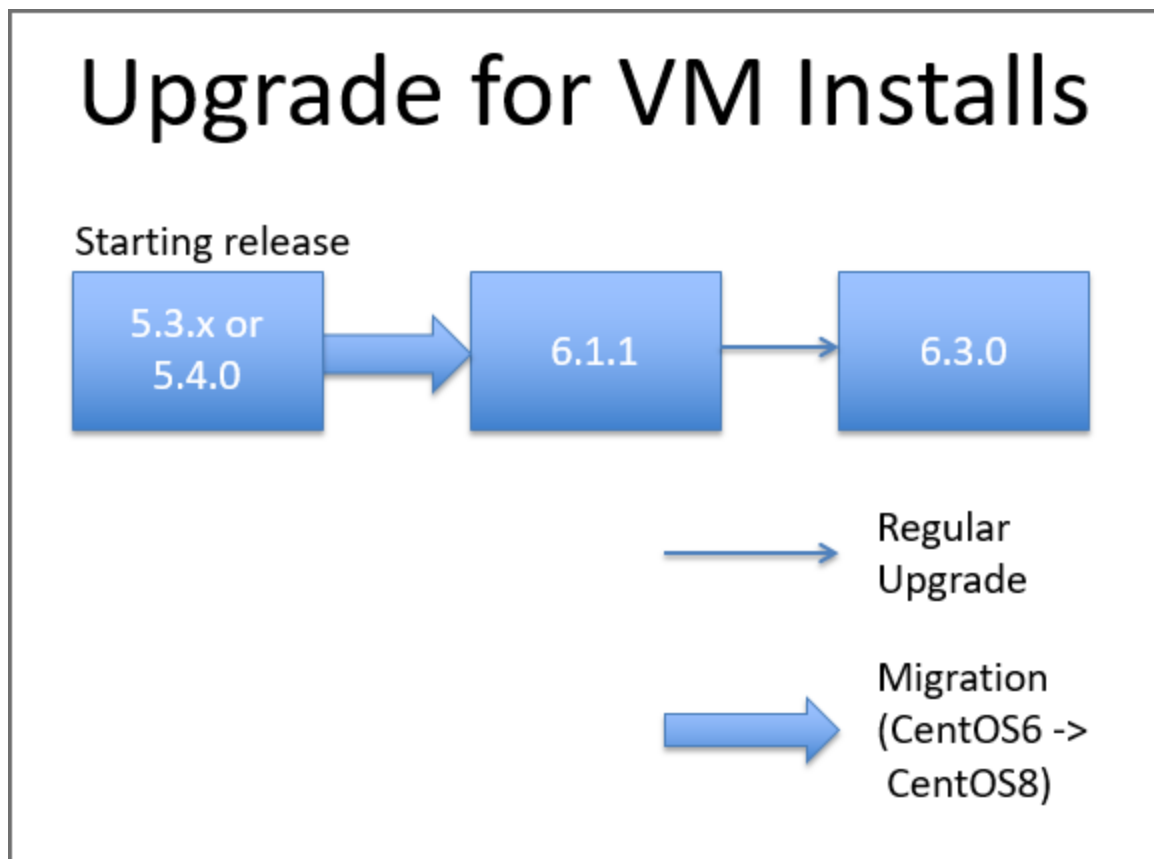 Upgrade for VM Installs
Starting release
5.3.x or
5.4.0
6.1.1
6.3.0
Regular
Upgrade
Migration
(CentOS6 ->
CentOS8)